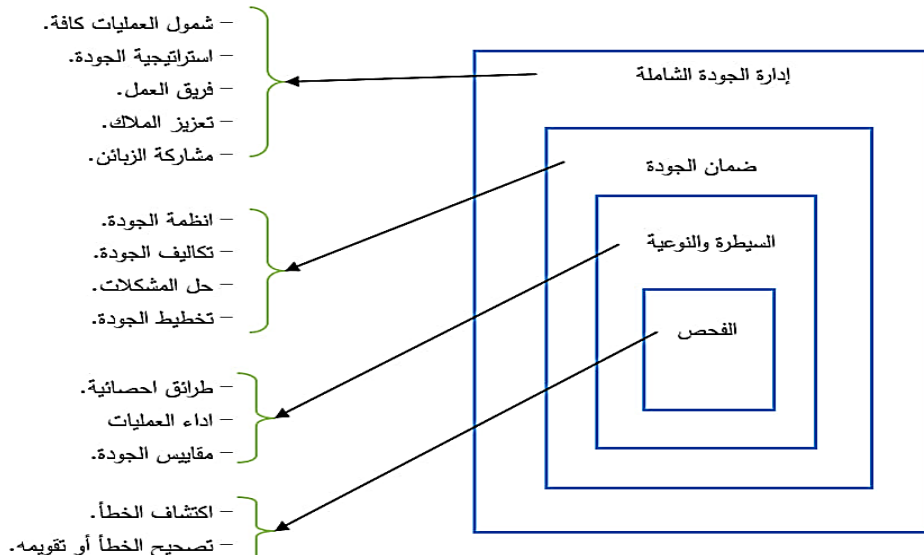 إدارة الجودة الشاملة
– شمول العمليات كافة.
– استراتيجية الجودة.
– فريق العمل.
– تعزيز الملاك.
– مشاركة الزبائن.
ضمان الجودة
– انظمة الجودة.
– تكاليف الجودة.
– حل المشكلات.
– تخطيط الجودة.
السيطرة والنوعية
– طرائق احصائية.
– اداء العمليات
– مقاييس الجودة.
الفحص
– اكتشاف الخطأ.
– تصحيح الخطأ أو تقويمه.